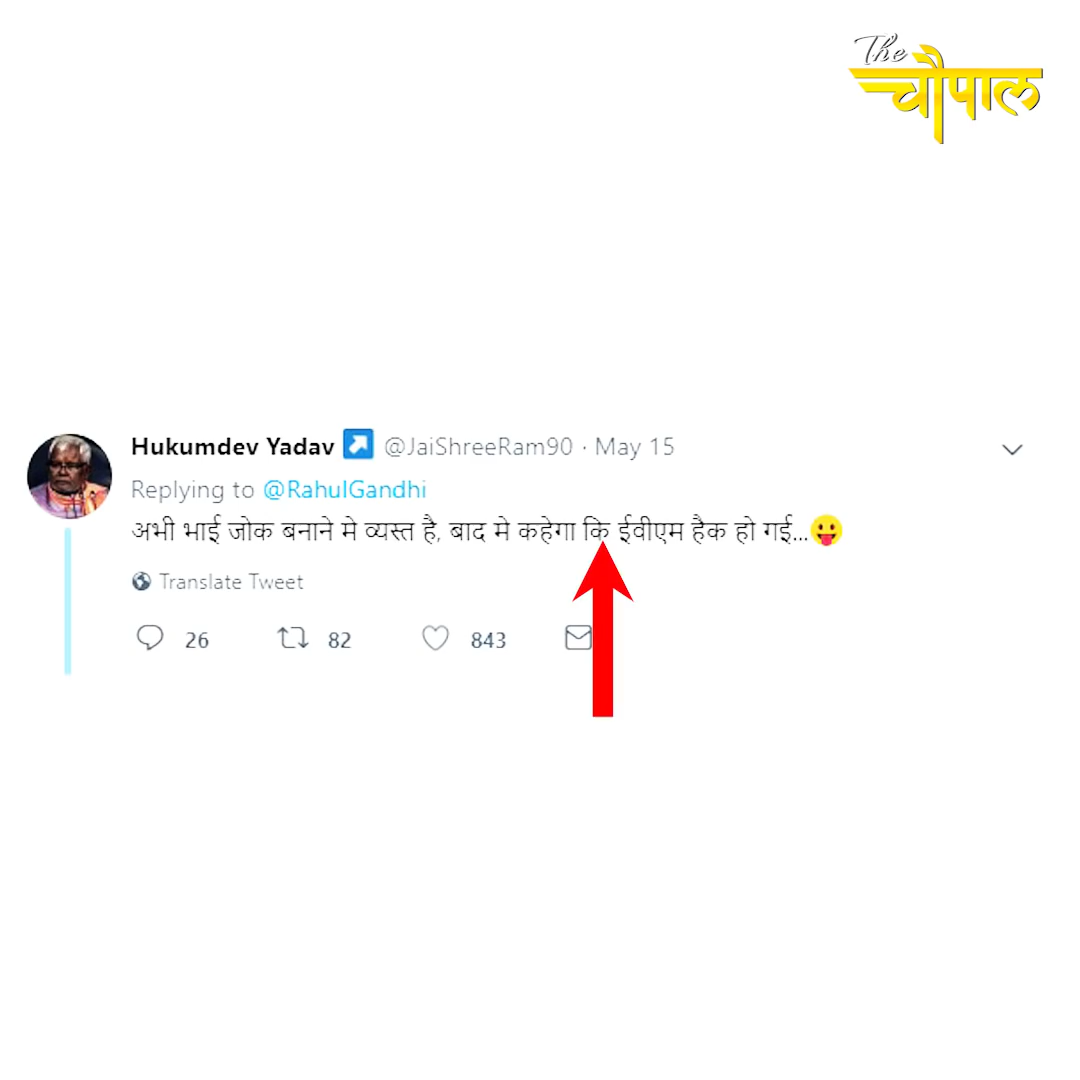 The
चौपाल
Hukumdev Yadav @JaiShreeRam90 · May 15
Replying to @RahulGandhi
अभी भाई जोक बनाने मे व्यस्त है, बाद मे कहेगा कि ईवीएम हैक हो गई...😛
Translate Tweet
26 82 843